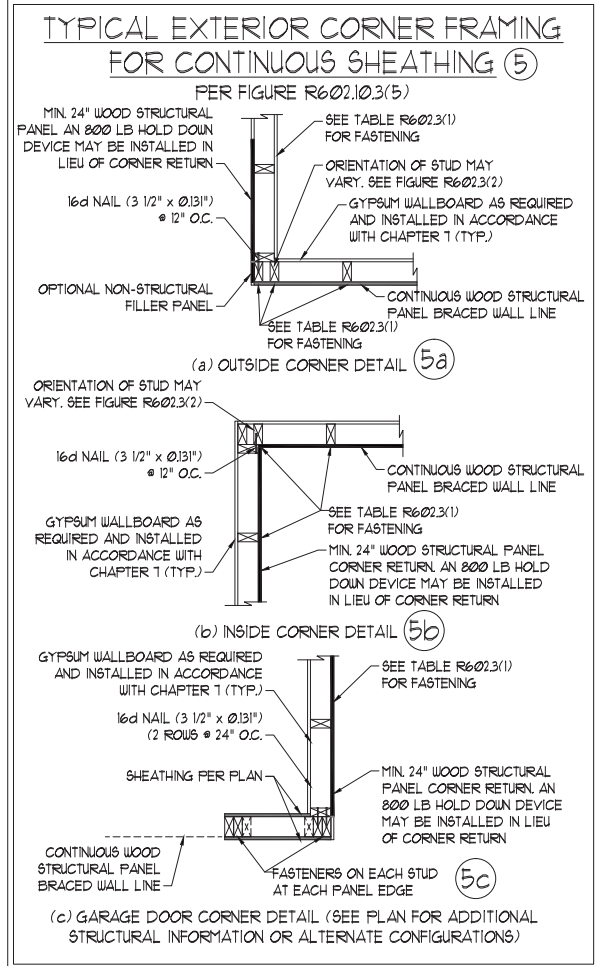 TYPICAL EXTERIOR CORNER FRAMING
FOR CONTINUOUS SHEATHING 5
PER FIGURE R602.10.3(5)
MIN. 24" WOOD STRUCTURAL
PANEL AN 800 LB HOLD DOWN
DEVICE MAY BE INSTALLED IN
LIEU OF CORNER RETURN
SEE TABLE R602.3(1)
FOR FASTENING
ORIENTATION OF STUD MAY
VARY. SEE FIGURE R602.3(2)
16d NAIL (3 1/2" x Ø.131")
@ 12" O.C.
GYPSUM WALLBOARD AS REQUIRED
AND INSTALLED IN ACCORDANCE
WITH CHAPTER 7 (TYP.)
OPTIONAL NON-STRUCTURAL
FILLER PANEL
CONTINUOUS WOOD STRUCTURAL
PANEL BRACED WALL LINE
SEE TABLE R602.3(1)
FOR FASTENING
(a) OUTSIDE CORNER DETAIL 5a
ORIENTATION OF STUD MAY
VARY. SEE FIGURE R602.3(2)
16d NAIL (3 1/2" x Ø.131")
@ 12" O.C.
CONTINUOUS WOOD STRUCTURAL
PANEL BRACED WALL LINE
SEE TABLE R602.3(1)
FOR FASTENING
GYPSUM WALLBOARD AS
REQUIRED AND INSTALLED
IN ACCORDANCE WITH
CHAPTER 7 (TYP.)
MIN. 24" WOOD STRUCTURAL PANEL
CORNER RETURN. AN 800 LB HOLD
DOWN DEVICE MAY BE INSTALLED
IN LIEU OF CORNER RETURN
(b) INSIDE CORNER DETAIL 5b
GYPSUM WALLBOARD AS REQUIRED
AND INSTALLED IN ACCORDANCE
WITH CHAPTER 7 (TYP.)
SEE TABLE R602.3(1)
FOR FASTENING
16d NAIL (3 1/2" x Ø.131")
(2 ROWS @ 24" O.C.
SHEATHING PER PLAN
MIN. 24" WOOD STRUCTURAL
PANEL CORNER RETURN. AN
800 LB HOLD DOWN DEVICE
MAY BE INSTALLED IN LIEU
OF CORNER RETURN
CONTINUOUS WOOD
STRUCTURAL PANEL
BRACED WALL LINE
FASTENERS ON EACH STUD
AT EACH PANEL EDGE
5c
(c) GARAGE DOOR CORNER DETAIL (SEE PLAN FOR ADDITIONAL
STRUCTURAL INFORMATION OR ALTERNATE CONFIGURATIONS)